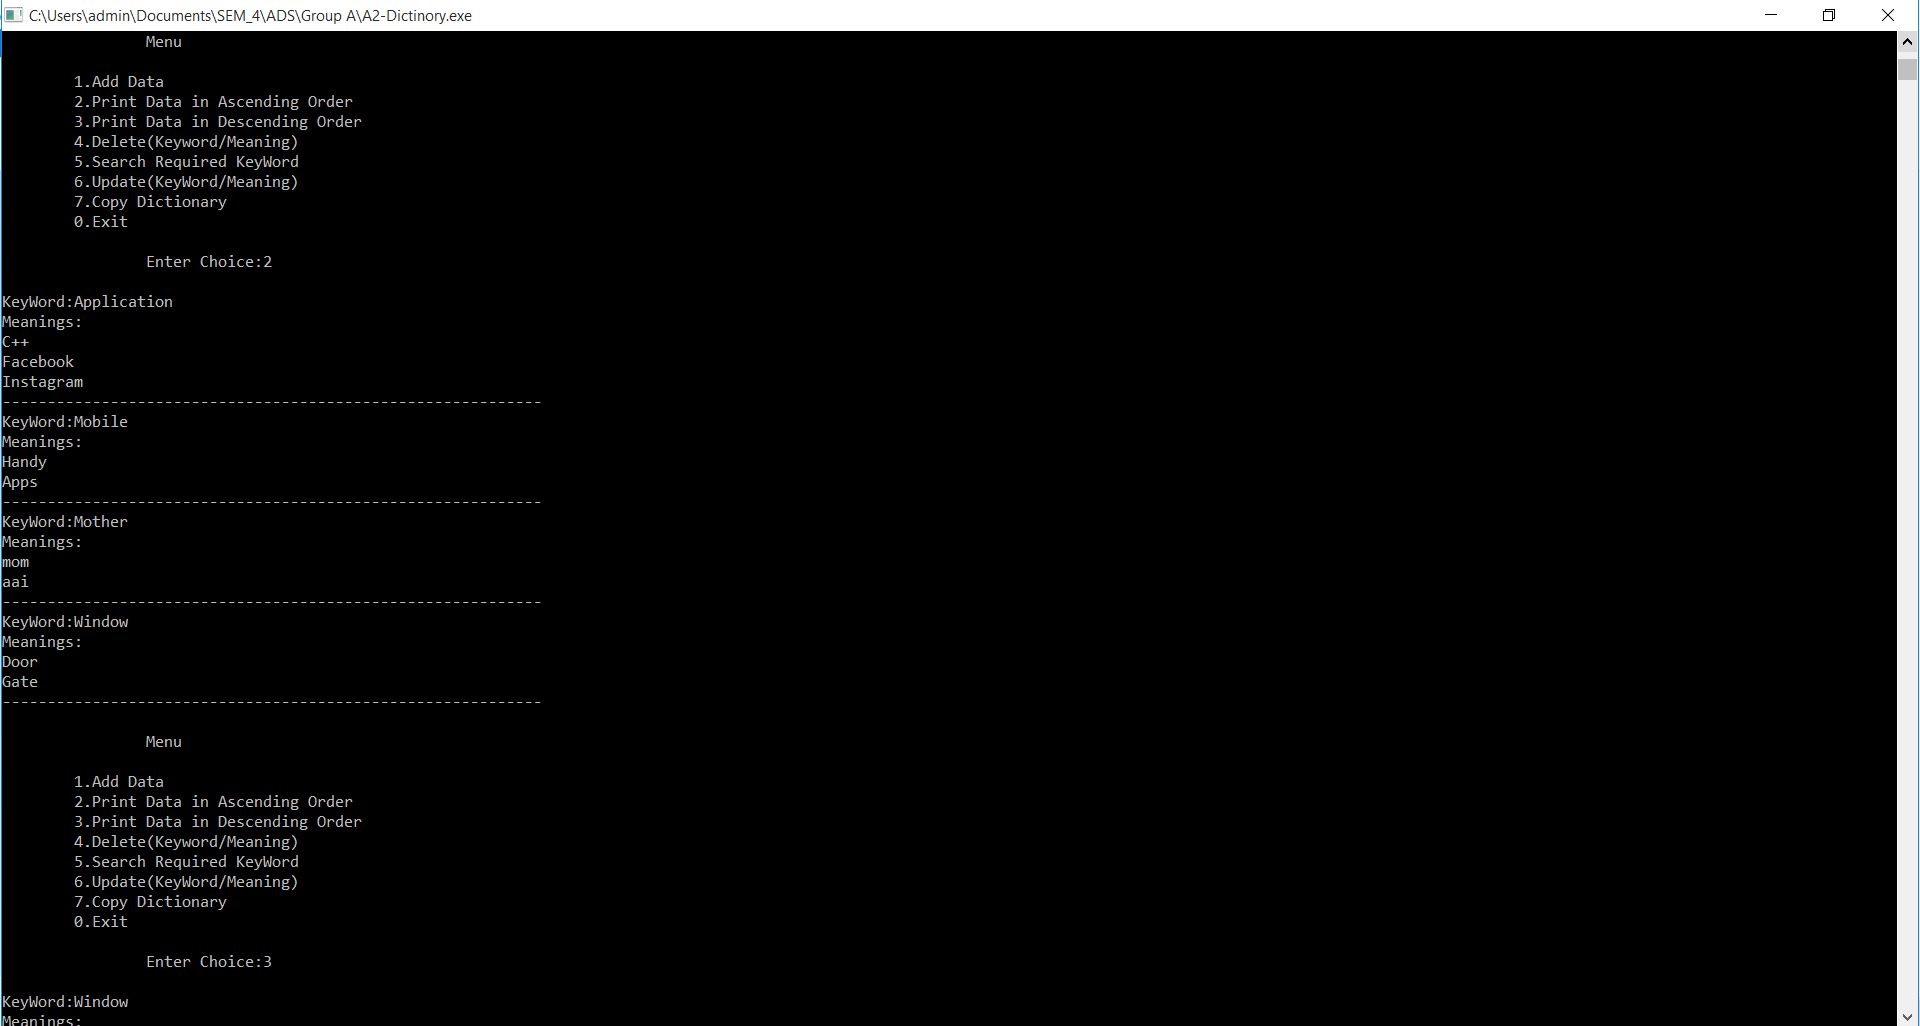 C:\Users\admin\Documents\SEM_4\ADS\Group A\A2-Dictinory.exe
Menu
1.Add Data
2.Print Data in Ascending Order
3.Print Data in Descending Order
4.Delete(Keyword/Meaning)
5.Search Required KeyWord
6.Update(KeyWord/Meaning)
7.Copy Dictionary
0.Exit
Enter Choice:2
KeyWord:Application
Meanings:
C++
Facebook
Instagram
------------------------------------------------------------
KeyWord:Mobile
Meanings:
Handy
Apps
------------------------------------------------------------
KeyWord:Mother
Meanings:
mom
aai
------------------------------------------------------------
KeyWord:Window
Meanings:
Door
Gate
------------------------------------------------------------
Menu
1.Add Data
2.Print Data in Ascending Order
3.Print Data in Descending Order
4.Delete(Keyword/Meaning)
5.Search Required KeyWord
6.Update(KeyWord/Meaning)
7.Copy Dictionary
0.Exit
Enter Choice:3
KeyWord:Window
Meanings: